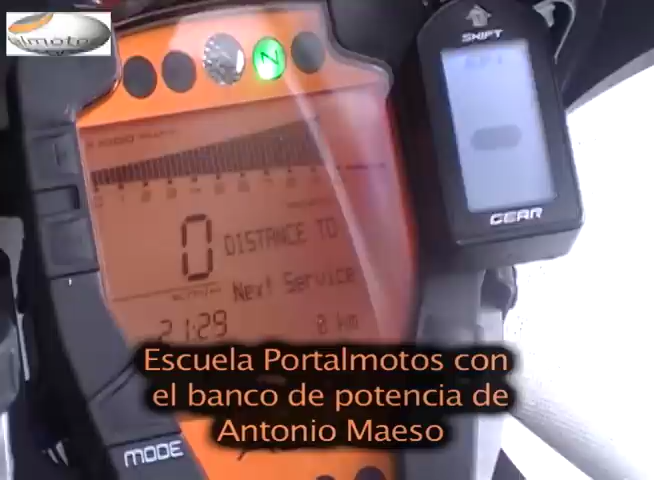 SHIFT
N
0
DISTANCE TO
Next Service
21:29
0 km
GEAR
Escuela Portalmotos con
el banco de potencia de
Antonio Maeso
MODE